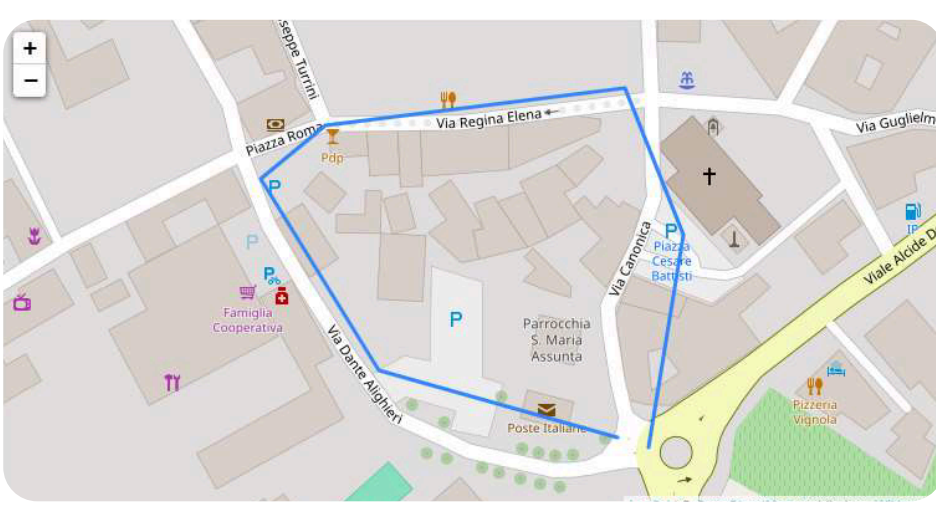 +
−
seppe Turrini
Piazza Roma
Pdp
Via Regina Elena
Via Guglielm
P
P
P
P
Famiglia
Cooperativa
Via Dante Alighieri
P
Parrocchia
S. Maria
Assunta
Via Canonica
P
Piazza
Cesare
Battisti
IP
Viale Alcide D
Poste Italiane
Pizzeria
Vignola